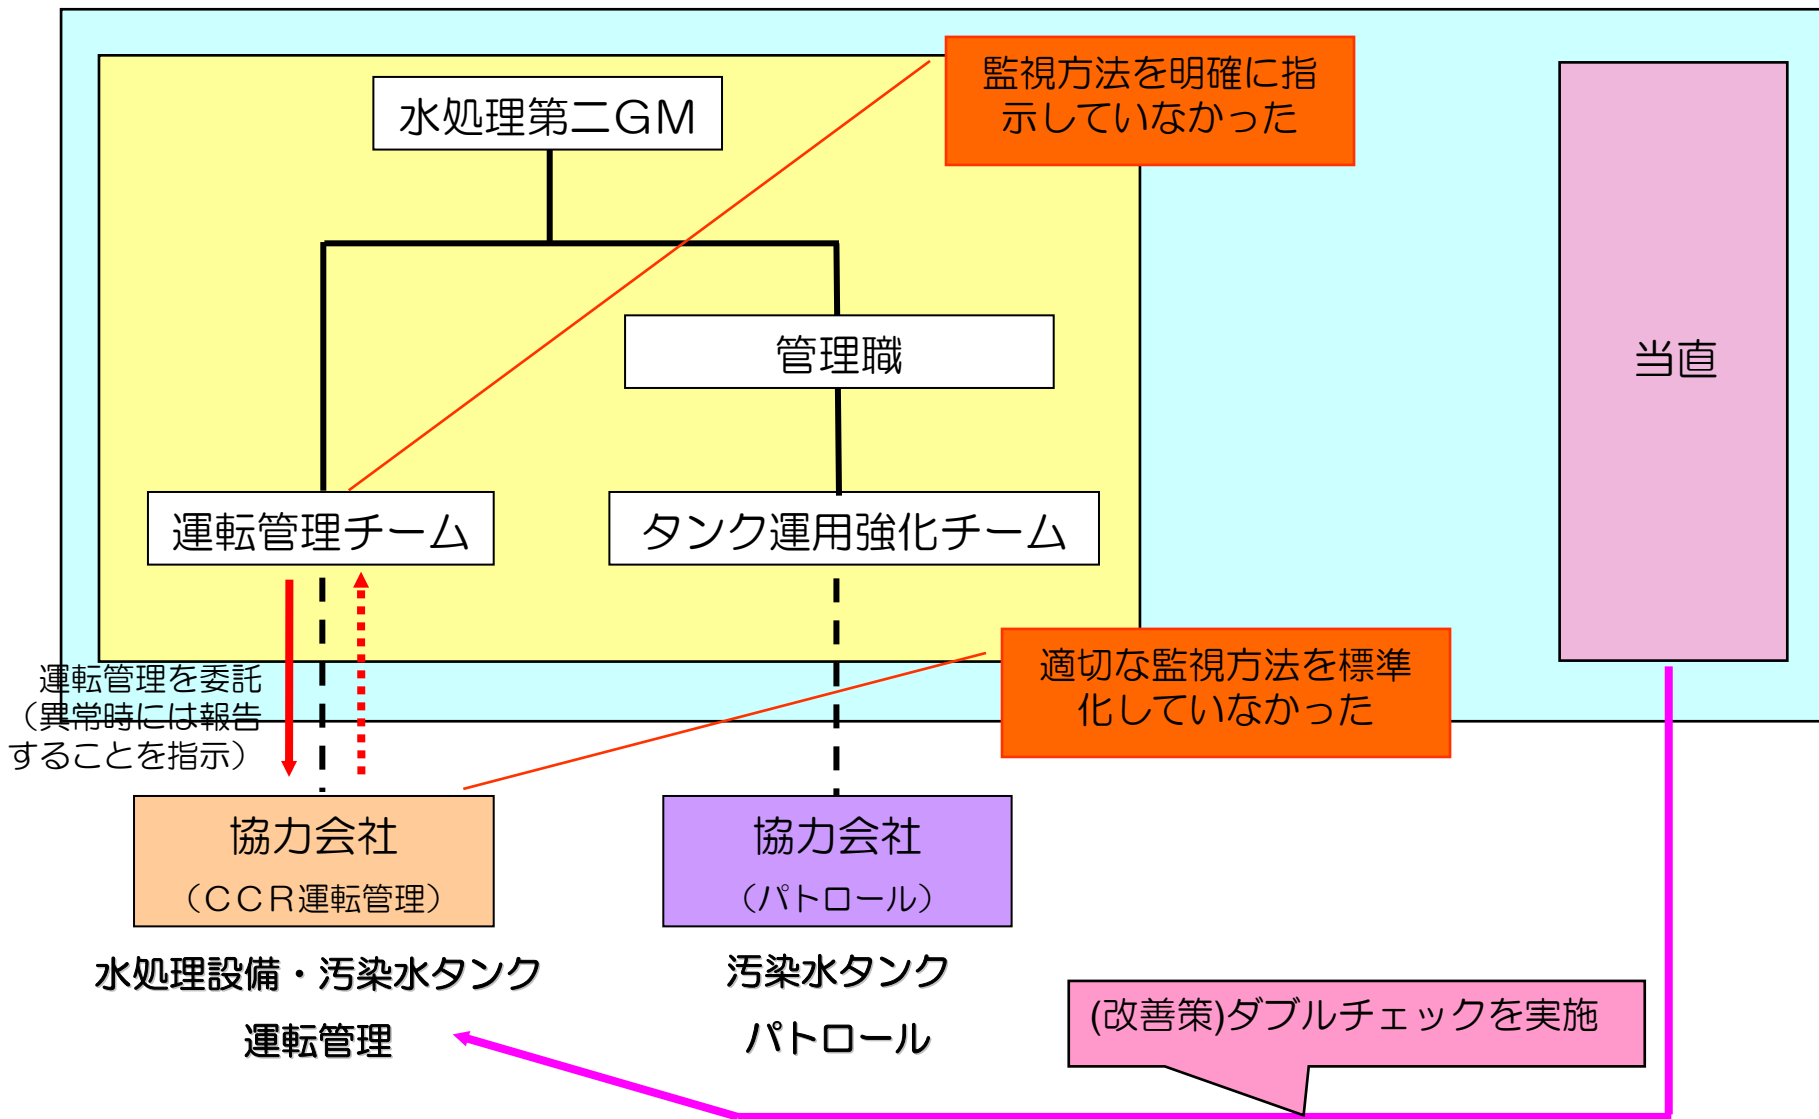 水処理第二ＧＭ
監視方法を明確に指
示していなかった
当直
管理職
運転管理チーム
タンク運用強化チーム
運転管理を委託
（異常時には報告
することを指示）
適切な監視方法を標準
化していなかった
協力会社
（ＣＣＲ運転管理）
協力会社
（パトロール）
水処理設備・汚染水タンク
運転管理
汚染水タンク
パトロール
(改善策)ダブルチェックを実施